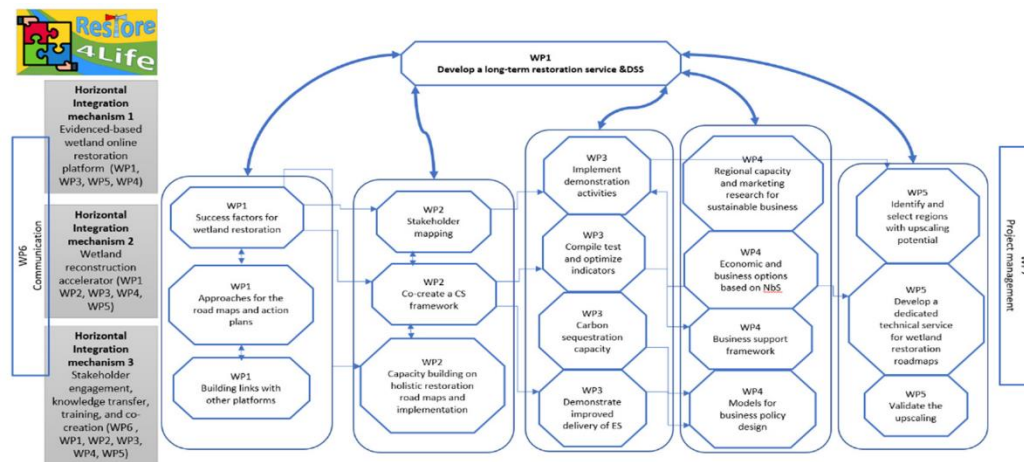 Restore
4Life
WP1
Develop a long-term restoration service &DSS
Horizontal
Integration
mechanism 1
Evidenced-based
wetland online
restoration
platform (WP1,
WP3, WP5, WP4)
Horizontal
Integration
mechanism 2
Wetland
reconstruction
accelerator (WP1
WP2, WP3, WP4,
WP5)
Horizontal
Integration
mechanism 3
Stakeholder
engagement,
knowledge transfer,
training, and co-
creation (WP6 ,
WP1, WP2, WP3,
WP4, WP5)
WP6
Communication
WP1
Success factors for
wetland restoration
WP1
Approaches for the
road maps and action
plans
WP1
Building links with
other platforms
WP2
Stakeholder
mapping
WP2
Co-create a CS
framework
WP2
Capacity building on
holistic restoration
road maps and
implementation
WP3
Implement
demonstration
activities
WP3
Compile test
and optimize
indicators
WP3
Carbon
sequestration
capacity
WP3
Demonstrate
improved
delivery of ES
WP4
Regional capacity
and marketing
research for
sustainable business
WP4
Economic and
business options
based on NbS
WP4
Business support
framework
WP4
Models for
business policy
design
WP5
Identify and
select regions
with upscaling
potential
WP5
Develop a
dedicated
technical service
for wetland
restoration
roadmaps
WP5
Validate the
upscaling
Project management